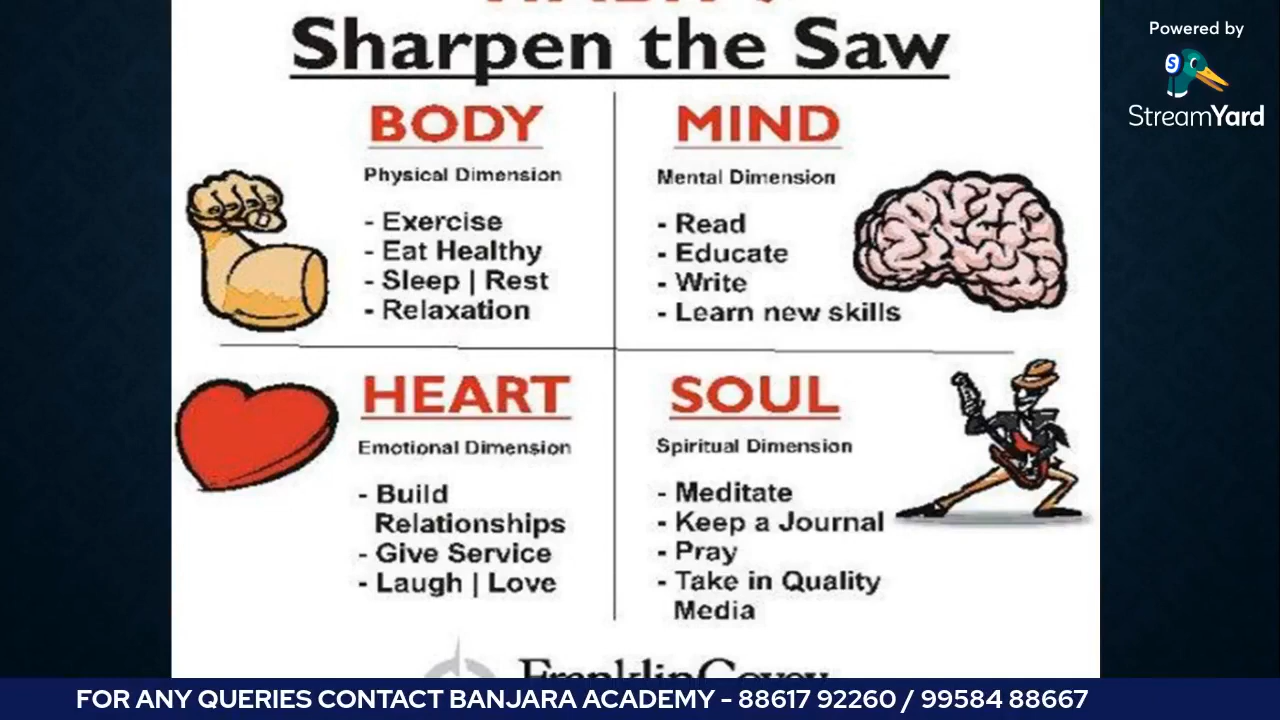 Sharpen the Saw
Powered by
StreamYard
BODY
Physical Dimension
- Exercise
- Eat Healthy
- Sleep | Rest
- Relaxation
MIND
Mental Dimension
- Read
- Educate
- Write
- Learn new skills
HEART
Emotional Dimension
- Build
Relationships
- Give Service
- Laugh | Love
SOUL
Spiritual Dimension
- Meditate
- Keep a Journal
- Pray
- Take in Quality
Media
FranklinCovey
FOR ANY QUERIES CONTACT BANJARA ACADEMY - 88617 92260 / 99584 88667